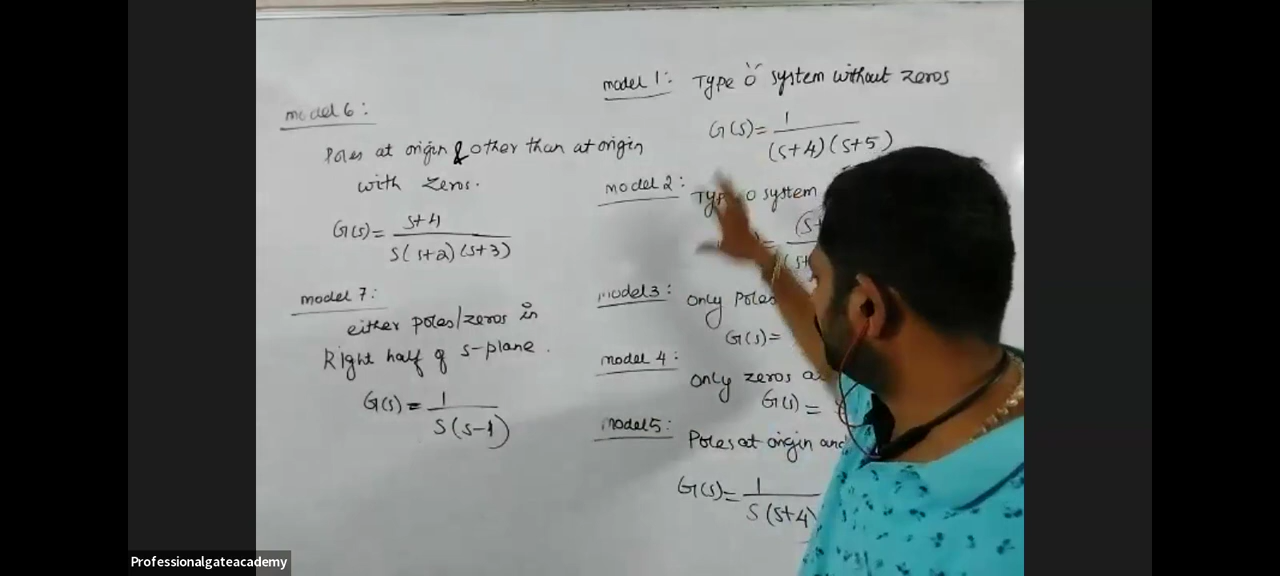 model 1: Type "0" system without zeros
G(s)= 1
(s+4)(s+5)
model 2: Type 0 system
(s+
=
(s+
model 3: only Poles
G(s)=
model 4:
only zeros a
G(s) =
model 5:
Poles at origin and
G(s)= 1
s(s+4)
model 6:
Poles at origin & other than at origin
with zeros.
G(s)= s+4
s(s+2)(s+3)
model 7:
either poles/zeros in
Right half of s-plane.
G(s)= 1
s(s-1)
Professionalgateacademy